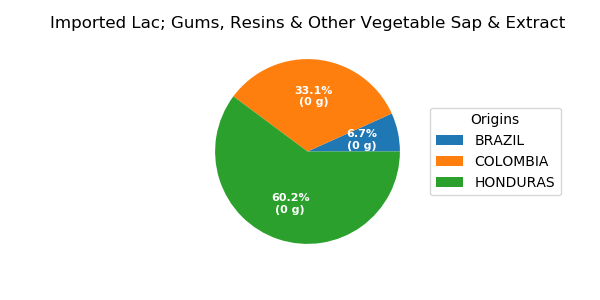 Imported Lac; Gums, Resins & Other Vegetable Sap & Extract
33.1%
(0 g)
6.7%
(0 g)
60.2%
(0 g)
Origins
BRAZIL
COLOMBIA
HONDURAS